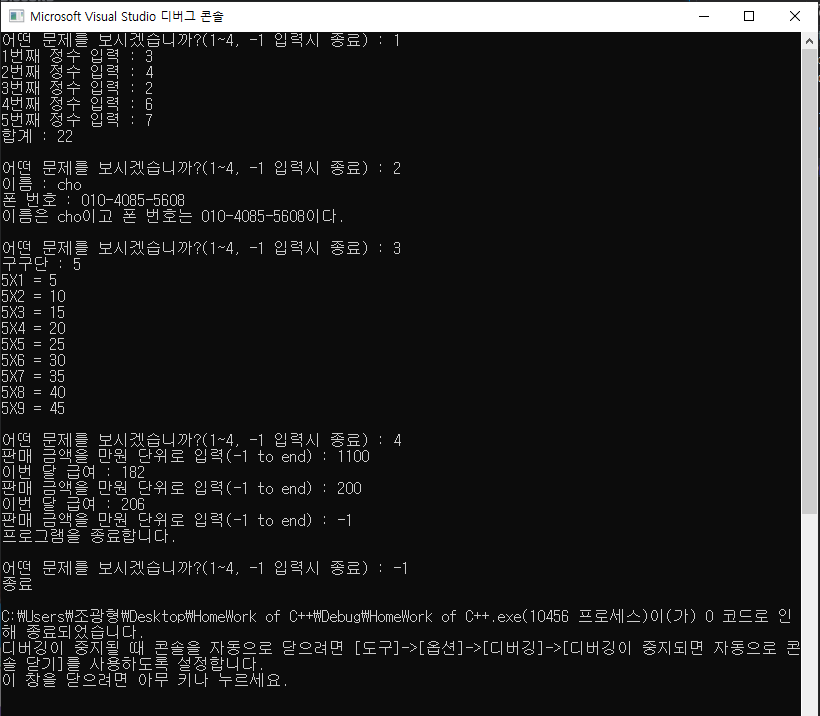 Microsoft Visual Studio 디버그 콘솔
어떤 문제를 보시겠습니까?(1~4, -1 입력시 종료) : 1
1번째 정수 입력 : 3
2번째 정수 입력 : 4
3번째 정수 입력 : 2
4번째 정수 입력 : 6
5번째 정수 입력 : 7
합계 : 22
어떤 문제를 보시겠습니까?(1~4, -1 입력시 종료) : 2
이름 : cho
폰 번호 : 010-4085-5608
이름은 cho이고 폰 번호는 010-4085-5608이다.
어떤 문제를 보시겠습니까?(1~4, -1 입력시 종료) : 3
구구단 : 5
5X1 = 5
5X2 = 10
5X3 = 15
5X4 = 20
5X5 = 25
5X6 = 30
5X7 = 35
5X8 = 40
5X9 = 45
어떤 문제를 보시겠습니까?(1~4, -1 입력시 종료) : 4
판매 금액을 만원 단위로 입력(-1 to end) : 1100
이번 달 급여 : 182
판매 금액을 만원 단위로 입력(-1 to end) : 200
이번 달 급여 : 206
판매 금액을 만원 단위로 입력(-1 to end) : -1
프로그램을 종료합니다.
어떤 문제를 보시겠습니까?(1~4, -1 입력시 종료) : -1
종료
C:₩Users₩조광형₩Desktop₩HomeWork of C++₩Debug₩HomeWork of C++.exe(10456 프로세스)이(가) 0 코드로 인
해 종료되었습니다.
디버깅이 중지될 때 콘솔을 자동으로 닫으려면 [도구]->[옵션]->[디버깅]->[디버깅이 중지되면 자동으로 콘
솔 닫기]를 사용하도록 설정합니다.
이 창을 닫으려면 아무 키나 누르세요.